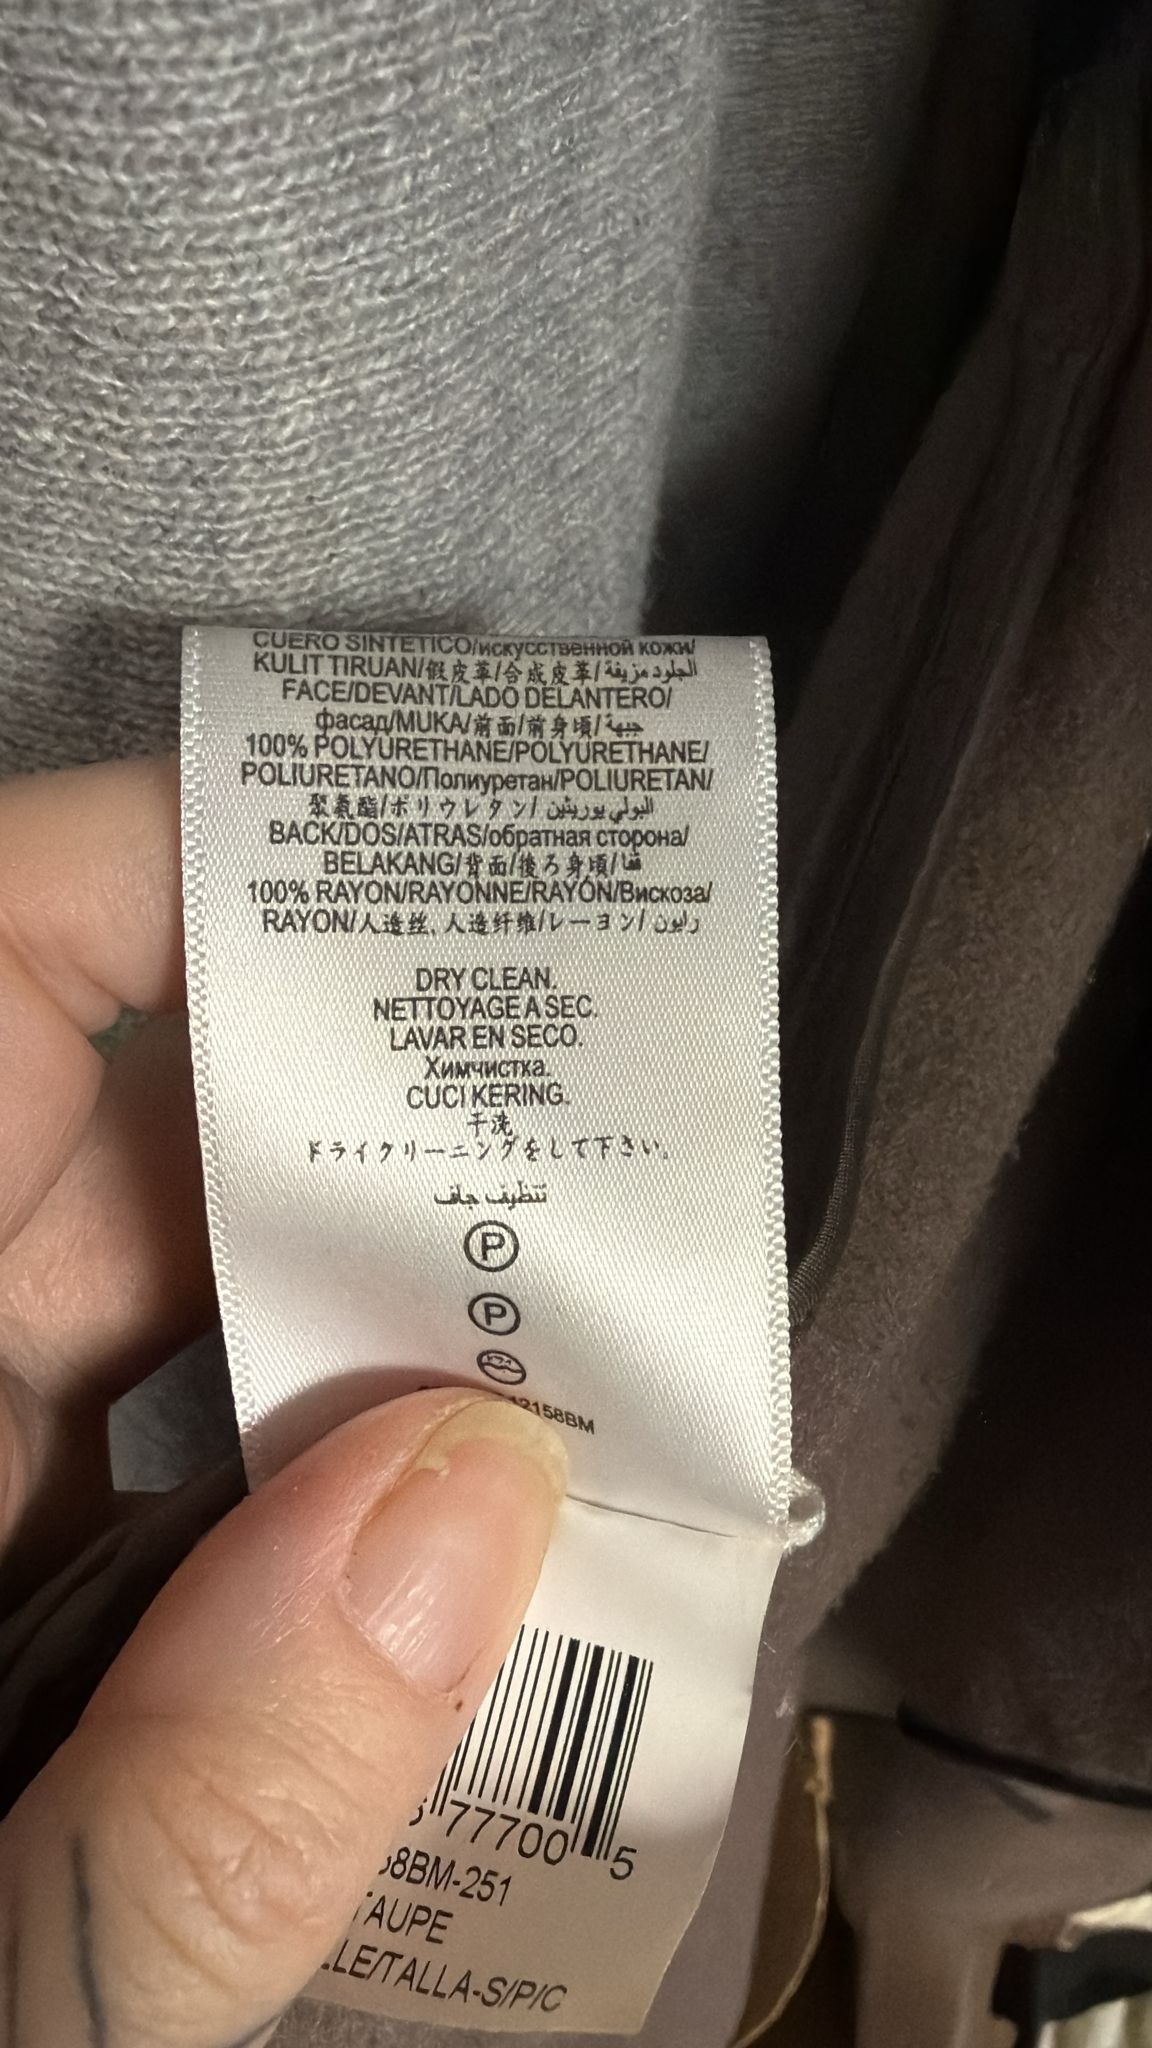 CUERO SINTETICO/искусственной кожи/
KULIT TIRUAN/假皮革/合成皮革/الجلود مزيفة
FACE/DEVANT/LADO DELANTERO/
фасад/MUKA/前面/前身頃/جبهة
100% POLYURETHANE/POLYURETHANE/
POLIURETANO/Полиуретан/POLIURETAN/
聚氨酯/ポリウレタン/البولي يوريثين
BACK/DOS/ATRAS/обратная сторона/
BELAKANG/背面/後ろ身頃/قفا
100% RAYON/RAYONNE/RAYÓN/Вискоза/
RAYON/人造丝, 人造纤维/レーヨン/رايون
DRY CLEAN.
NETTOYAGE A SEC.
LAVAR EN SECO.
Химчистка.
CUCI KERING.
干洗
ドライクリーニングをして下さい。
تنظيف جاف
P
P
ドライ
12158BM
77700 5
8BM-251
TAUPE
LLE/TALLA-S/P/C